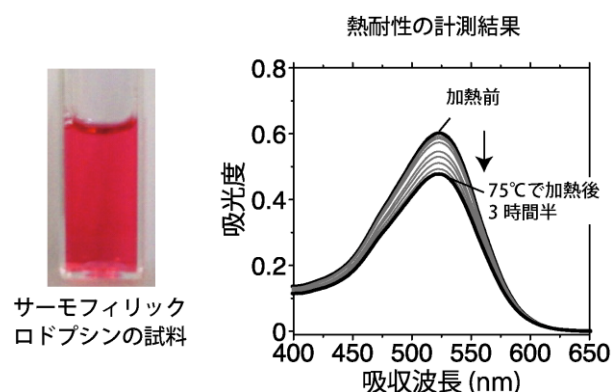 熱耐性の計測結果
0.8
0.6
0.4
0.2
0
吸光度
加熱前
75℃で加熱後
3 時間半
400 450 500 550 600 650
吸収波長 (nm)
サーモフィリック
ロドプシンの試料